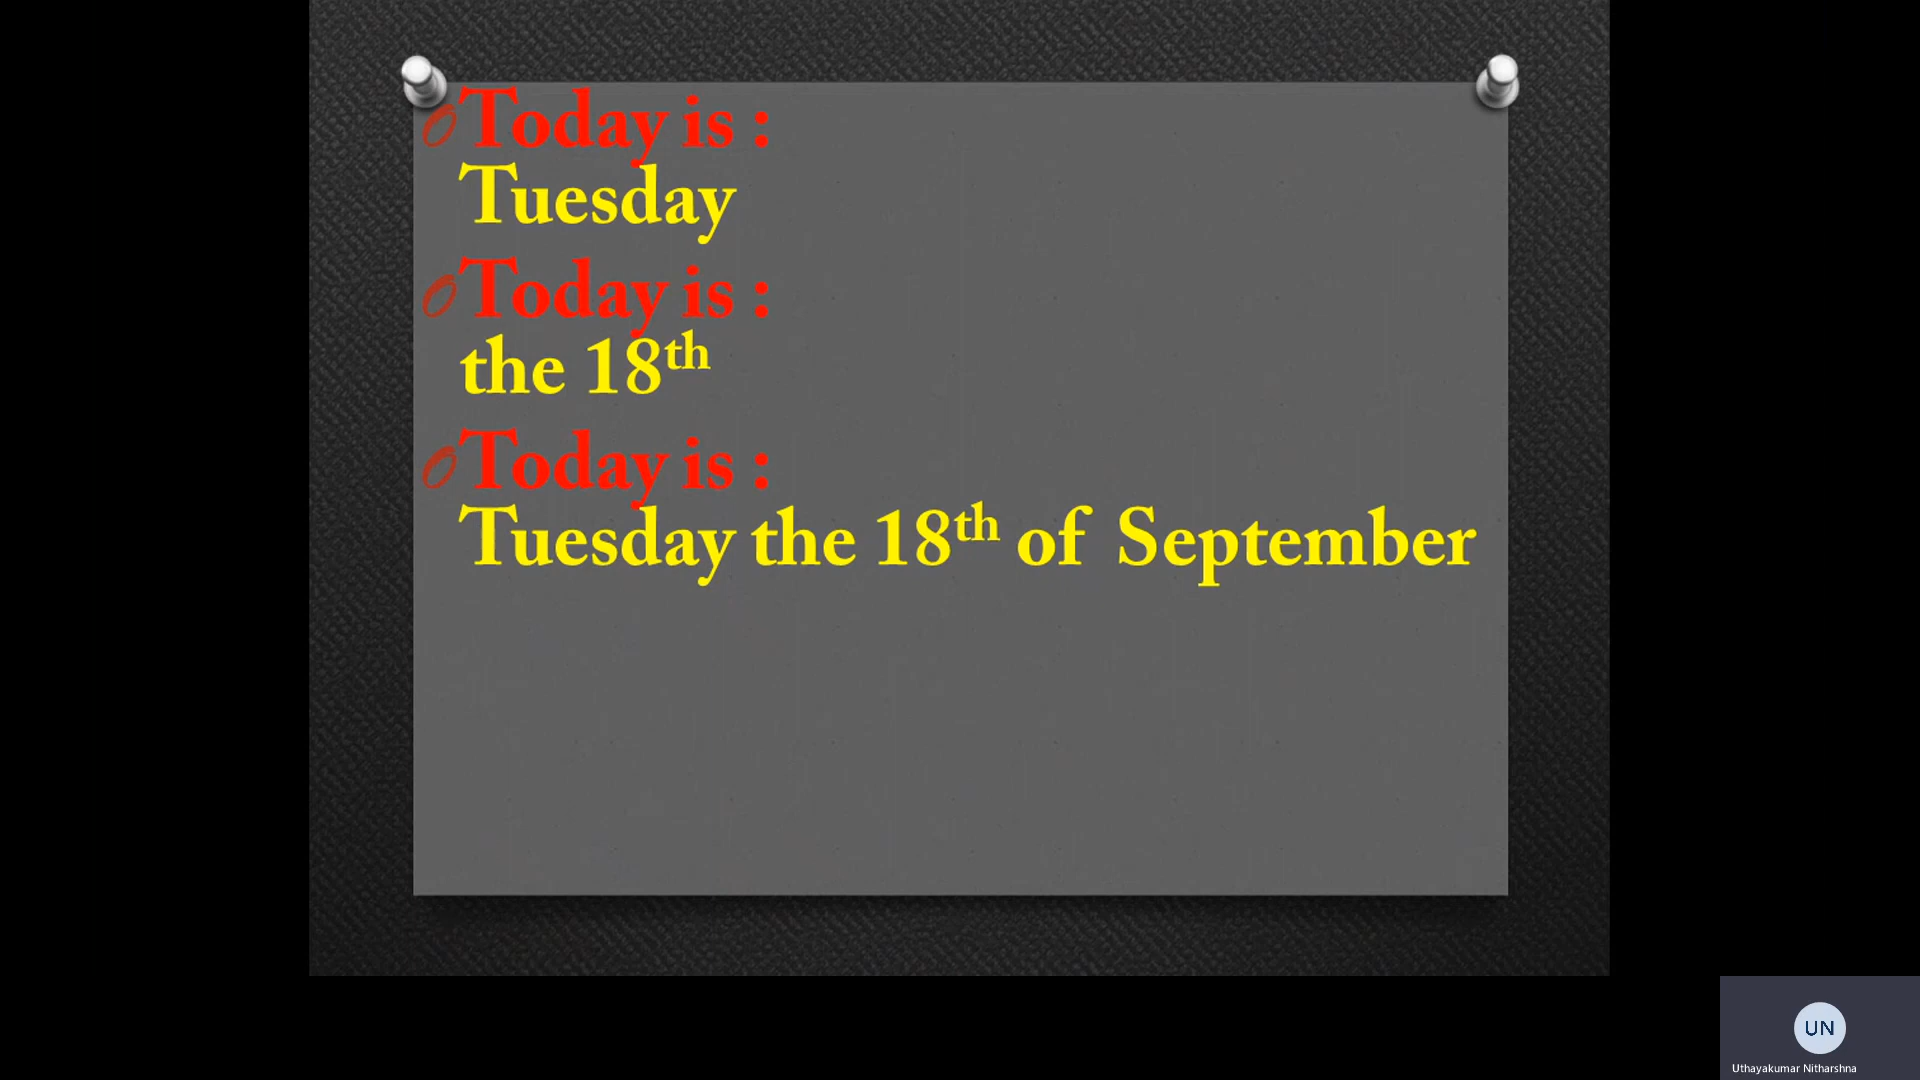 Today is :
Tuesday
Today is :
the 18th
Today is :
Tuesday the 18th of September
UN
Uthayakumar Nitharshna